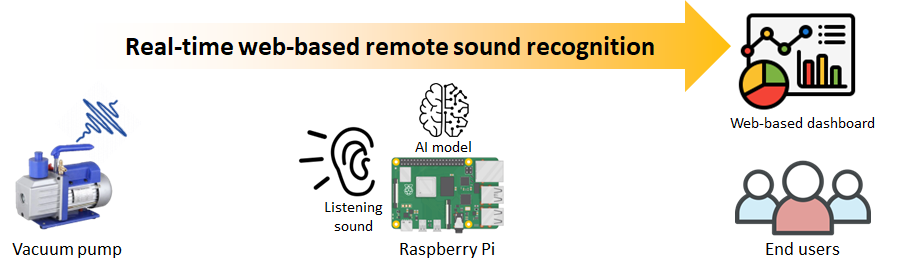 Real-time web-based remote sound recognition
Web-based dashboard
AI model
Listening
sound
Vacuum pump
Raspberry Pi
End users